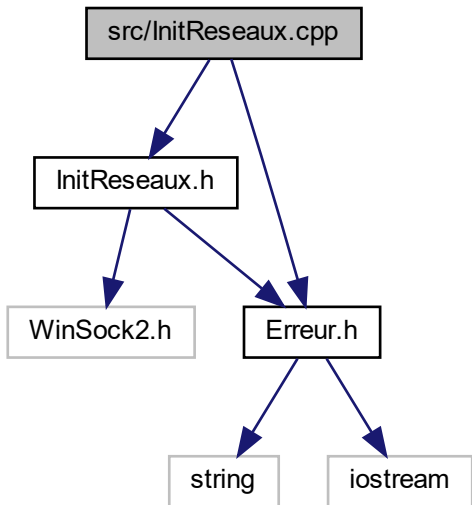 src/InitReseaux.cpp
InitReseaux.h
WinSock2.h
Erreur.h
string
iostream